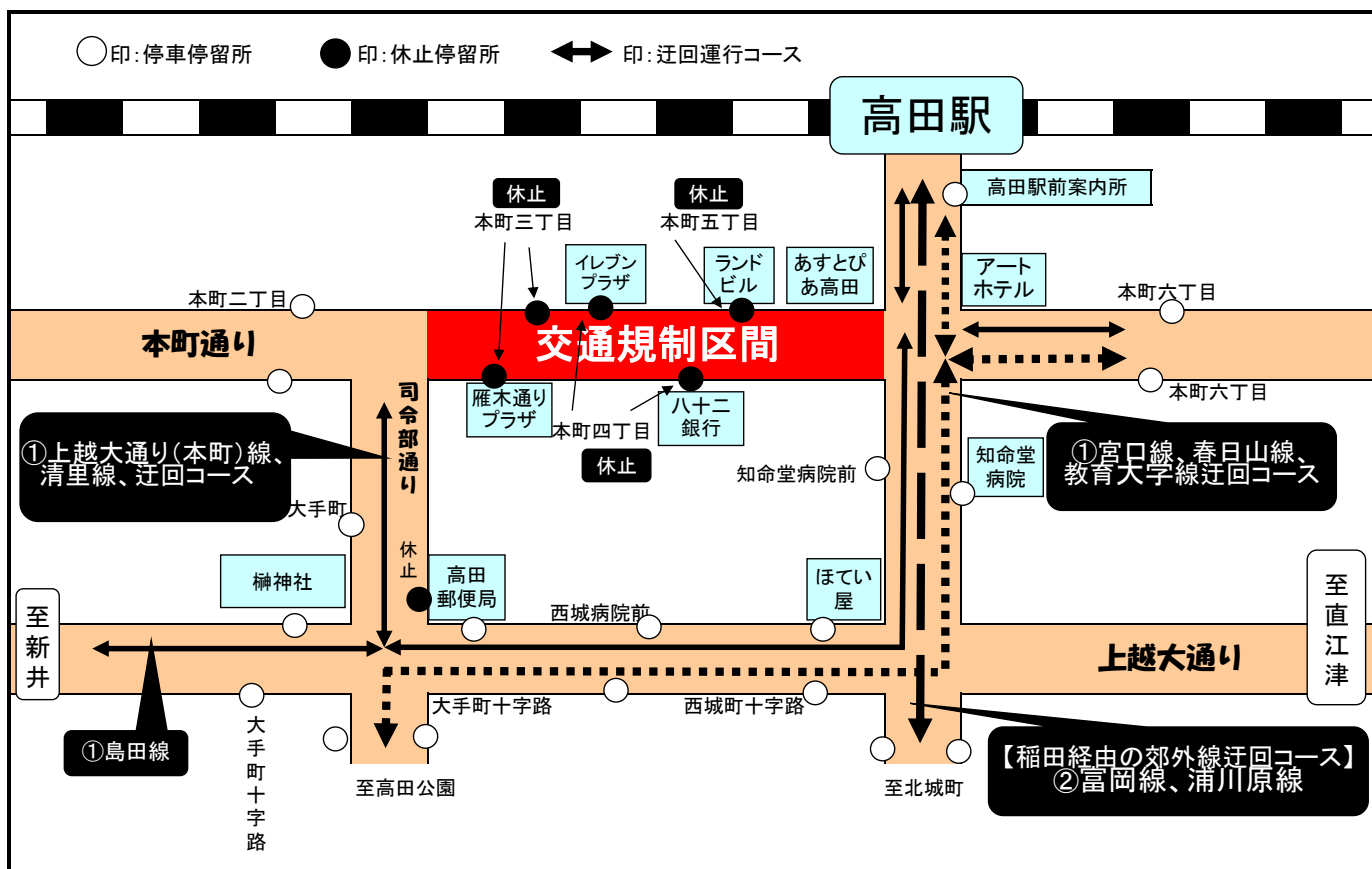 ◯印:停車停留所
●印:休止停留所
印:迂回運行コース
高田駅
高田駅前案内所
休止
本町三丁目
休止
本町五丁目
イレブン
プラザ
ランド
ビル
あすとぴ
あ高田
アート
ホテル
本町二丁目
本町六丁目
本町通り
交通規制区間
雁木通り
プラザ
本町四丁目
休止
八十二
銀行
本町六丁目
司令部通り
①上越大通り(本町)線、
清里線、迂回コース
知命堂病院前
知命堂
病院
①宮口線、春日山線、
教育大学線迂回コース
大手町
休止
榊神社
高田
郵便局
西城病院前
ほてい
屋
至新井
至直江津
上越大通り
大手町十字路
西城町十字路
①島田線
大手町十字路
至高田公園
至北城町
【稲田経由の郊外線迂回コース】
②富岡線、浦川原線